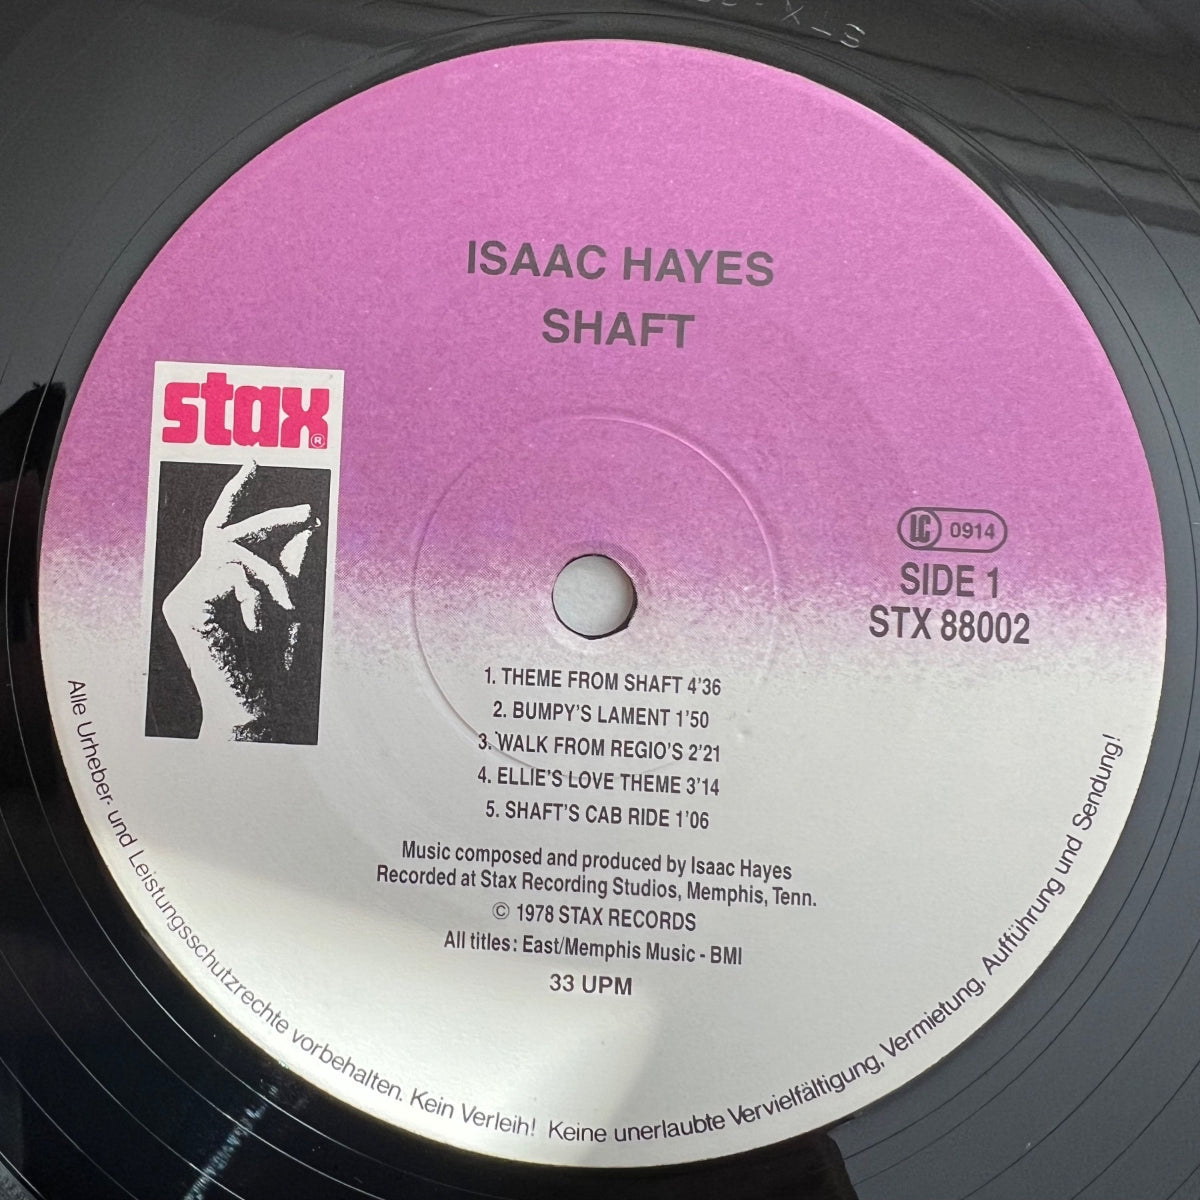 STX-88
ISAAC HAYES
SHAFT
stax®
LC 0914
SIDE 1
STX 88002
1. THEME FROM SHAFT 4'36
2. BUMPY'S LAMENT 1'50
3. WALK FROM REGIO'S 2'21
4. ELLIE'S LOVE THEME 3'14
5. SHAFT'S CAB RIDE 1'06
Music composed and produced by Isaac Hayes
Recorded at Stax Recording Studios, Memphis, Tenn.
© 1978 STAX RECORDS
All titles: East/Memphis Music - BMI
33 UPM
Alle Urheber- und Leistungsschutzrechte vorbehalten. Kein Verleih! Keine unerlaubte Vervielfältigung, Vermietung, Aufführung und Sendung!